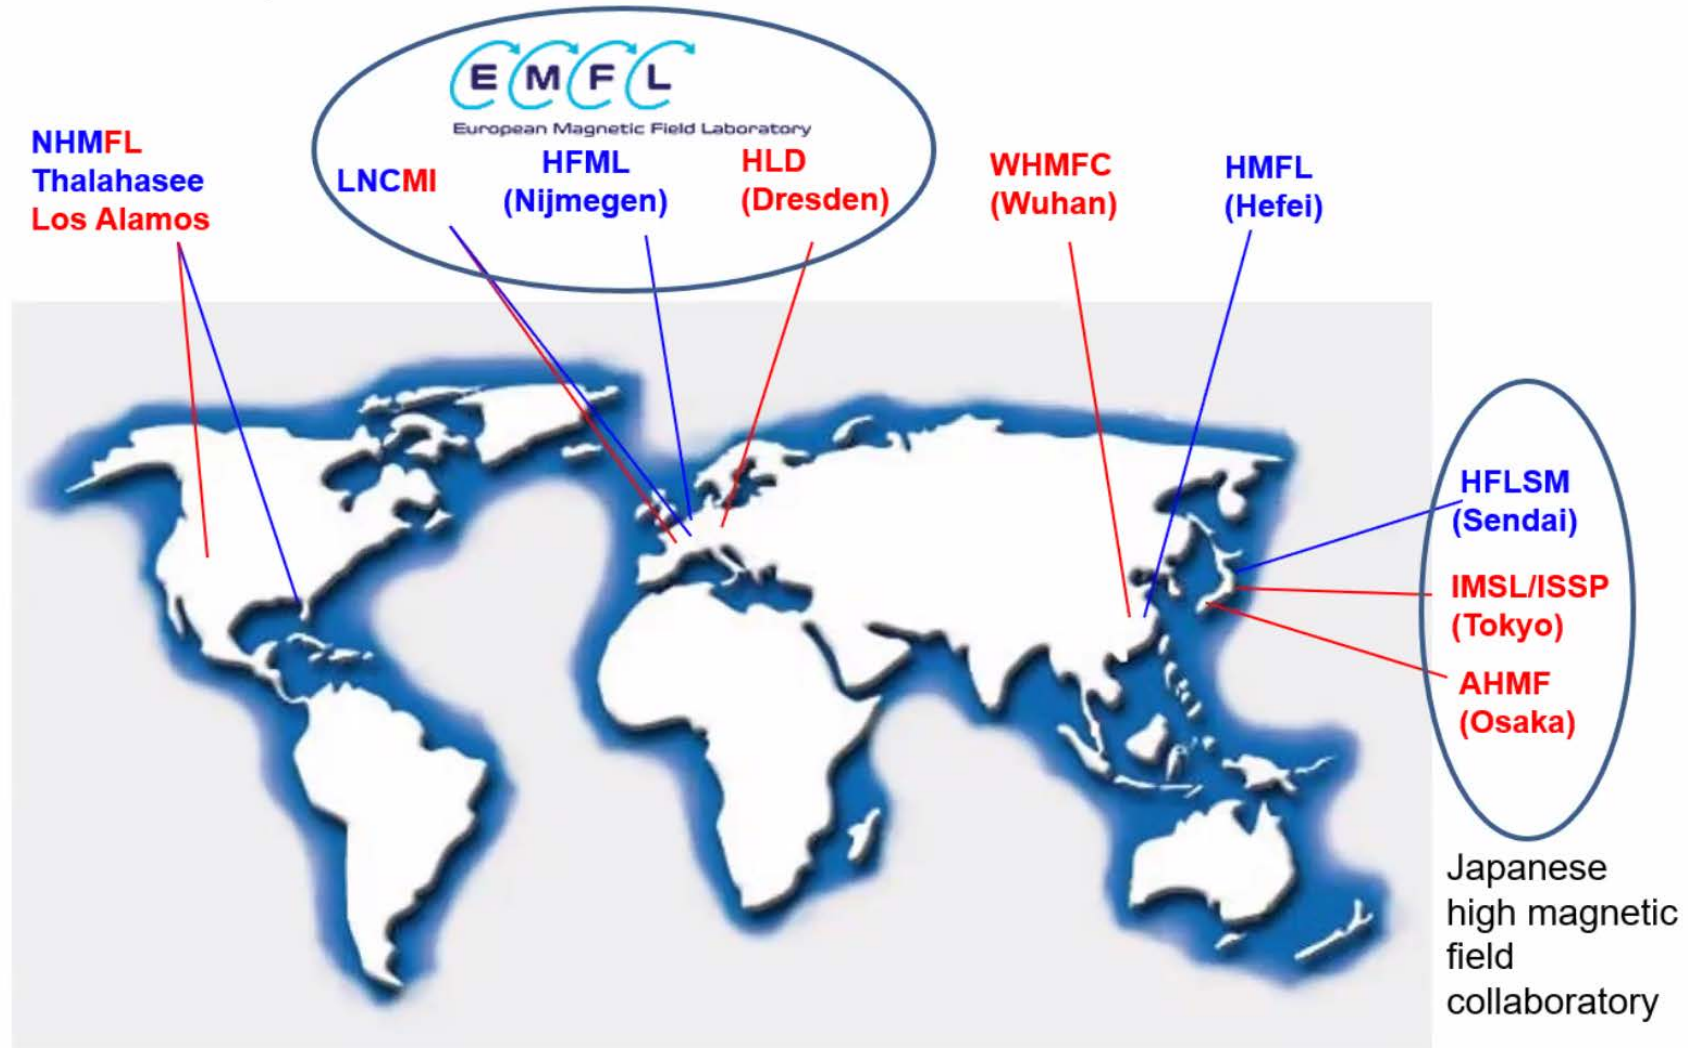 NHMFL
Thalahasee
Los Alamos
EMFL
European Magnetic Field Laboratory
LNCMI
HFML
(Nijmegen)
HLD
(Dresden)
WHMFC
(Wuhan)
HMFL
(Hefei)
HFLSM
(Sendai)
IMSL/ISSP
(Tokyo)
AHMF
(Osaka)
Japanese
high magnetic
field
collaboratory